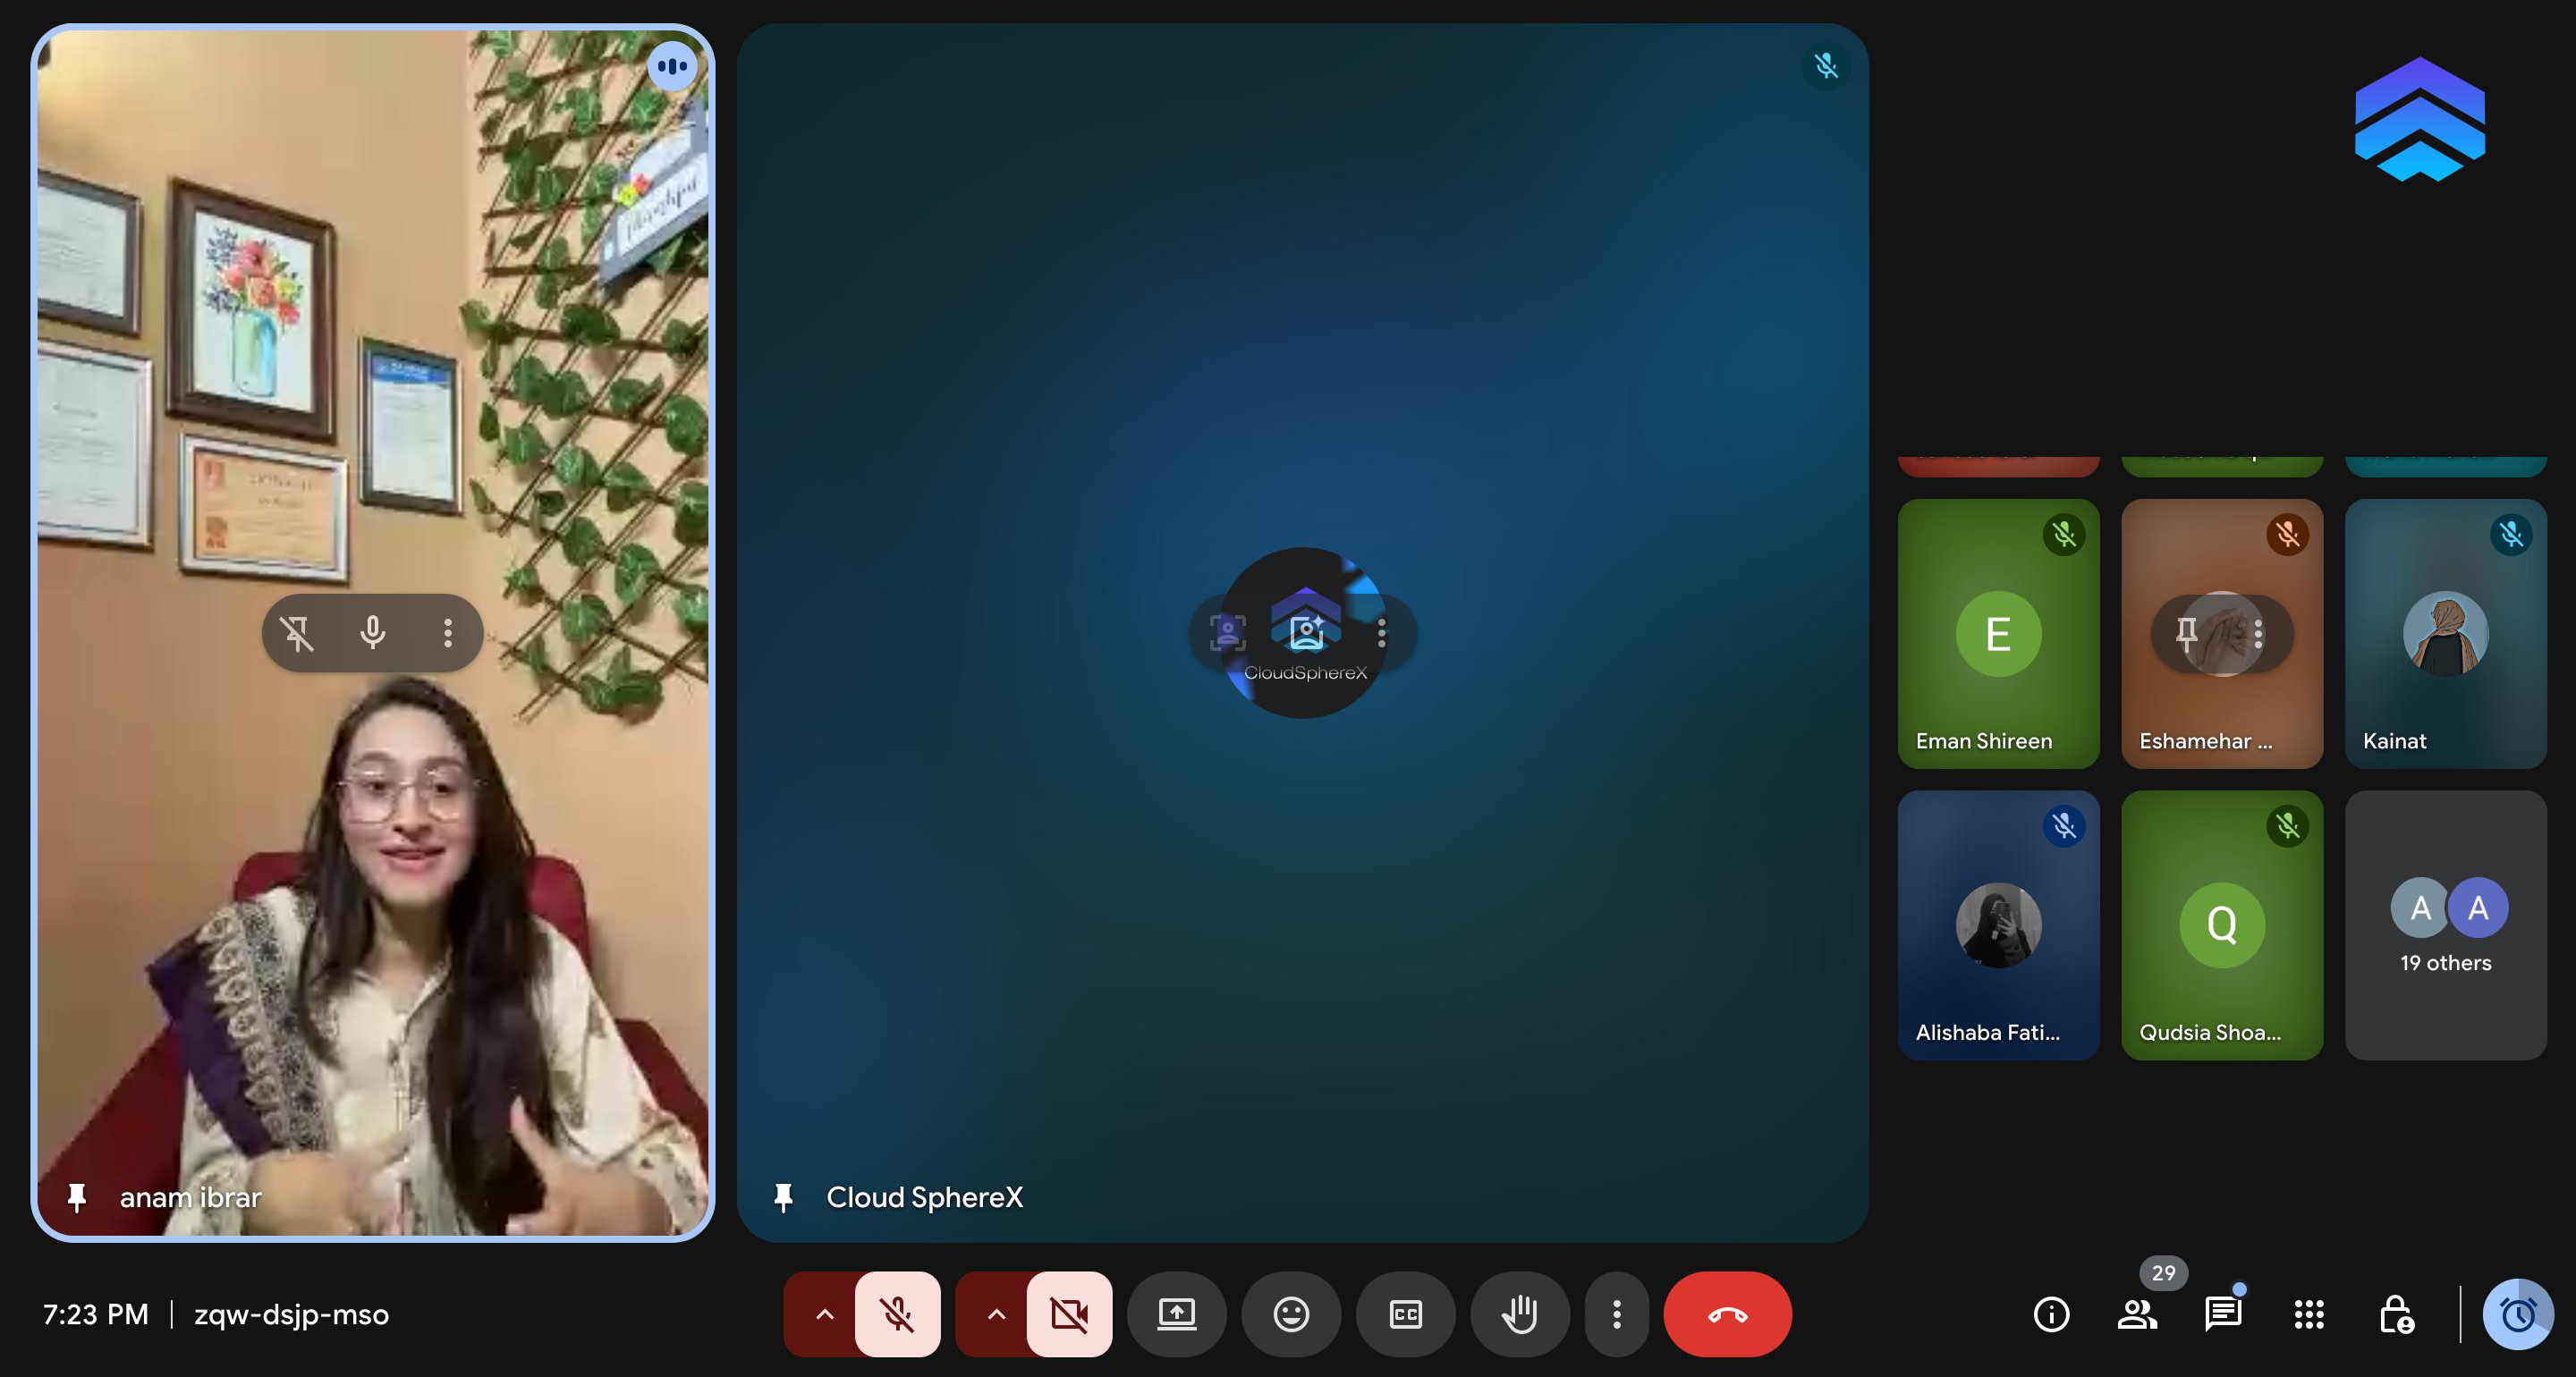 anam ibrar
CloudSphereX
Cloud SphereX
E
Eman Shireen
Eshamehar ...
Kainat
Alishaba Fati...
Q
Qudsia Shoa...
A A
19 others
7:23 PM | zqw-dsjp-mso
CC
29